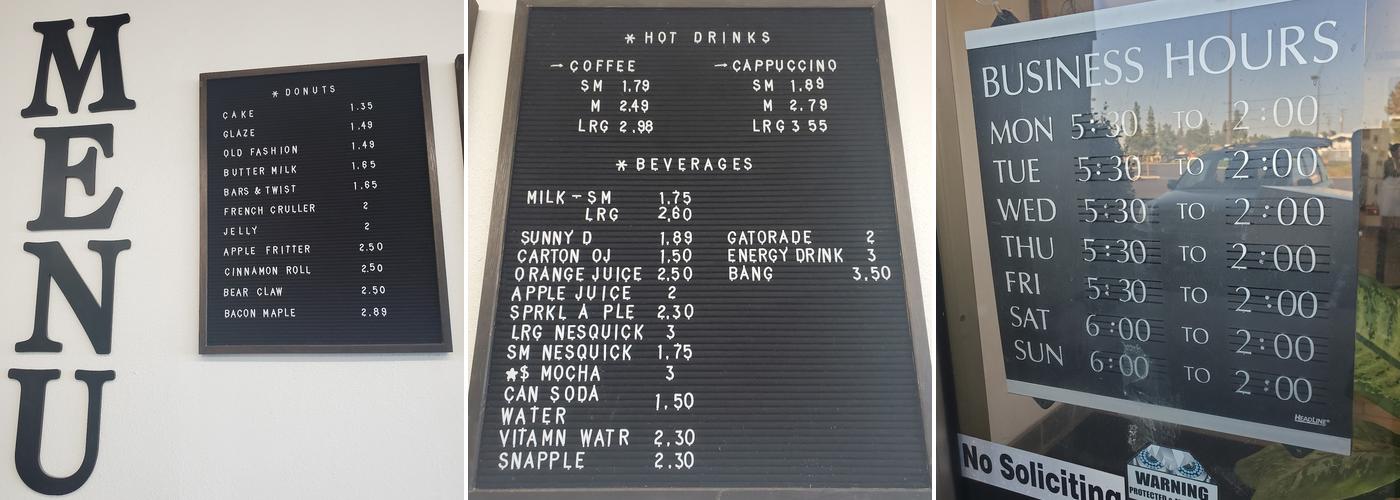 MENU
* DONUTS
CAKE 1.35
GLAZE 1.49
OLD FASHION 1.49
BUTTER MILK 1.65
BARS & TWIST 1.65
FRENCH CRULLER 2
JELLY 2
APPLE FRITTER 2.50
CINNAMON ROLL 2.50
BEAR CLAW 2.50
BACON MAPLE 2.89
* HOT DRINKS
→ COFFEE → CAPPUCCINO
SM 1.79 SM 1.89
M 2.49 M 2.79
LRG 2.98 LRG 3 55
* BEVERAGES
MILK - SM 1.75
LRG 2.60
SUNNY D 1.89 GATORADE 2
CARTON OJ 1.50 ENERGY DRINK 3
ORANGE JUICE 2.50 BANG 3.50
APPLE JUICE 2
SPRKL A PLE 2.30
LRG NESQUICK 3
SM NESQUICK 1.75
★$ MOCHA 3
CAN SODA
1.50
WATER
VITAMN WATR 2.30
SNAPPLE 2.30
BUSINESS HOURS
MON 5:30 TO 2:00
TUE 5:30 TO 2:00
WED 5:30 TO 2:00
THU 5:30 TO 2:00
FRI 5:30 TO 2:00
SAT 6:00 TO 2:00
SUN 6:00 TO 2:00
HEADLINE
No Soliciting
WARNING